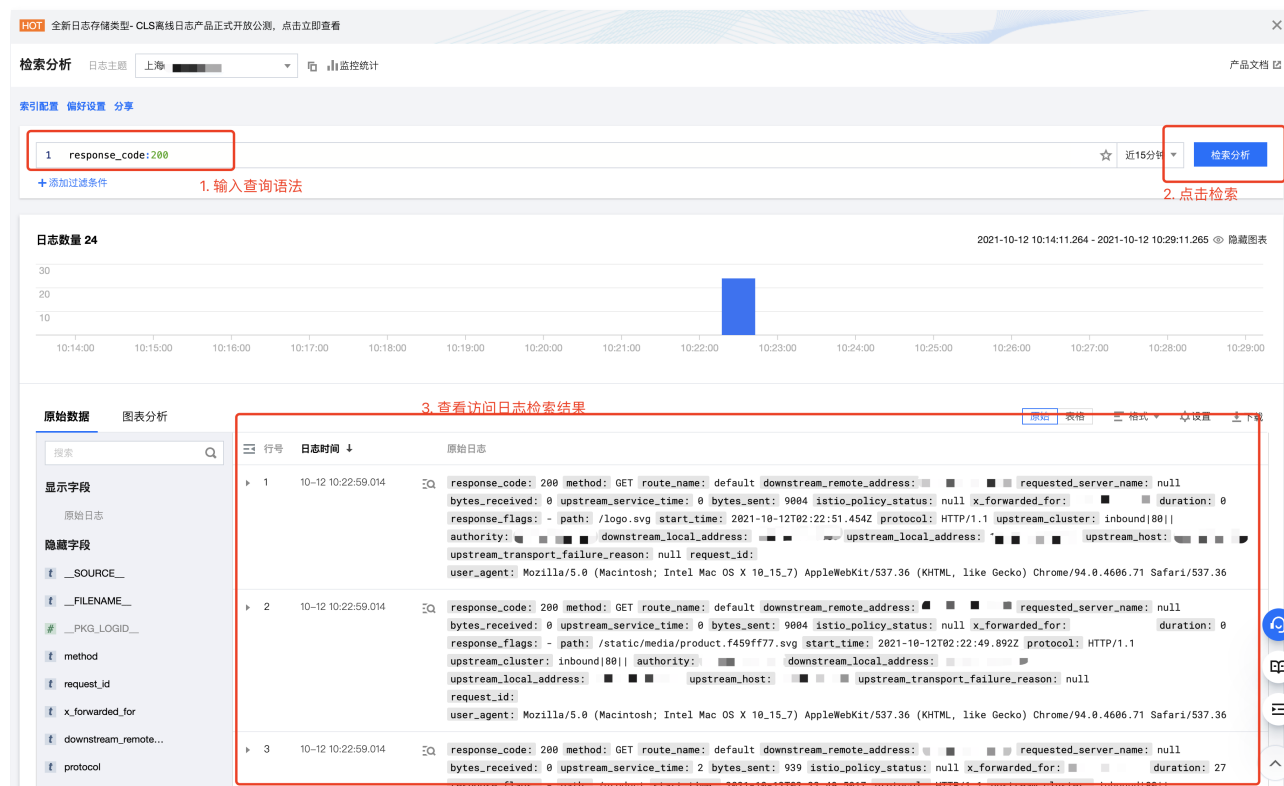 HOT 全新日志存储类型- CLS离线日志产品正式开放公测，点击立即查看
检索分析 日志主题 上海 监控统计 产品文档
索引配置 偏好设置 分享
1 response_code:200 近15分钟 检索分析
+添加过滤条件 1. 输入查询语法 2. 点击检索
日志数量 24 2021-10-12 10:14:11.264 - 2021-10-12 10:29:11.265 隐藏图表
30
20
10
10:14:00 10:15:00 10:16:00 10:17:00 10:18:00 10:19:00 10:20:00 10:21:00 10:22:00 10:23:00 10:24:00 10:25:00 10:26:00 10:27:00 10:28:00 10:29:00
3. 查看访问日志检索结果
原始数据 图表分析 原始 表格 格式 设置 下载
搜索 行号 日志时间 原始日志
显示字段
原始日志
隐藏字段
t __SOURCE__
t __FILENAME__
# __PKG_LOGID__
t method
t request_id
t x_forwarded_for
t downstream_remote...
t protocol
1 10-12 10:22:59.014 response_code: 200 method: GET route_name: default downstream_remote_address: requested_server_name: null
bytes_received: 0 upstream_service_time: 0 bytes_sent: 9004 istio_policy_status: null x_forwarded_for: duration: 0
response_flags: - path: /logo.svg start_time: 2021-10-12T02:22:51.454Z protocol: HTTP/1.1 upstream_cluster: inbound|80||
authority: downstream_local_address: upstream_local_address: upstream_host:
upstream_transport_failure_reason: null request_id:
user_agent: Mozilla/5.0 (Macintosh; Intel Mac OS X 10_15_7) AppleWebKit/537.36 (KHTML, like Gecko) Chrome/94.0.4606.71 Safari/537.36
2 10-12 10:22:59.014 response_code: 200 method: GET route_name: default downstream_remote_address: requested_server_name: null
bytes_received: 0 upstream_service_time: 0 bytes_sent: 9004 istio_policy_status: null x_forwarded_for: duration: 0
response_flags: - path: /static/media/product.f459ff77.svg start_time: 2021-10-12T02:22:49.892Z protocol: HTTP/1.1
upstream_cluster: inbound|80|| authority: downstream_local_address:
upstream_local_address: upstream_host: upstream_transport_failure_reason: null
request_id:
user_agent: Mozilla/5.0 (Macintosh; Intel Mac OS X 10_15_7) AppleWebKit/537.36 (KHTML, like Gecko) Chrome/94.0.4606.71 Safari/537.36
3 10-12 10:22:59.014 response_code: 200 method: GET route_name: default downstream_remote_address: requested_server_name: null
bytes_received: 0 upstream_service_time: 2 bytes_sent: 939 istio_policy_status: null x_forwarded_for: duration: 27